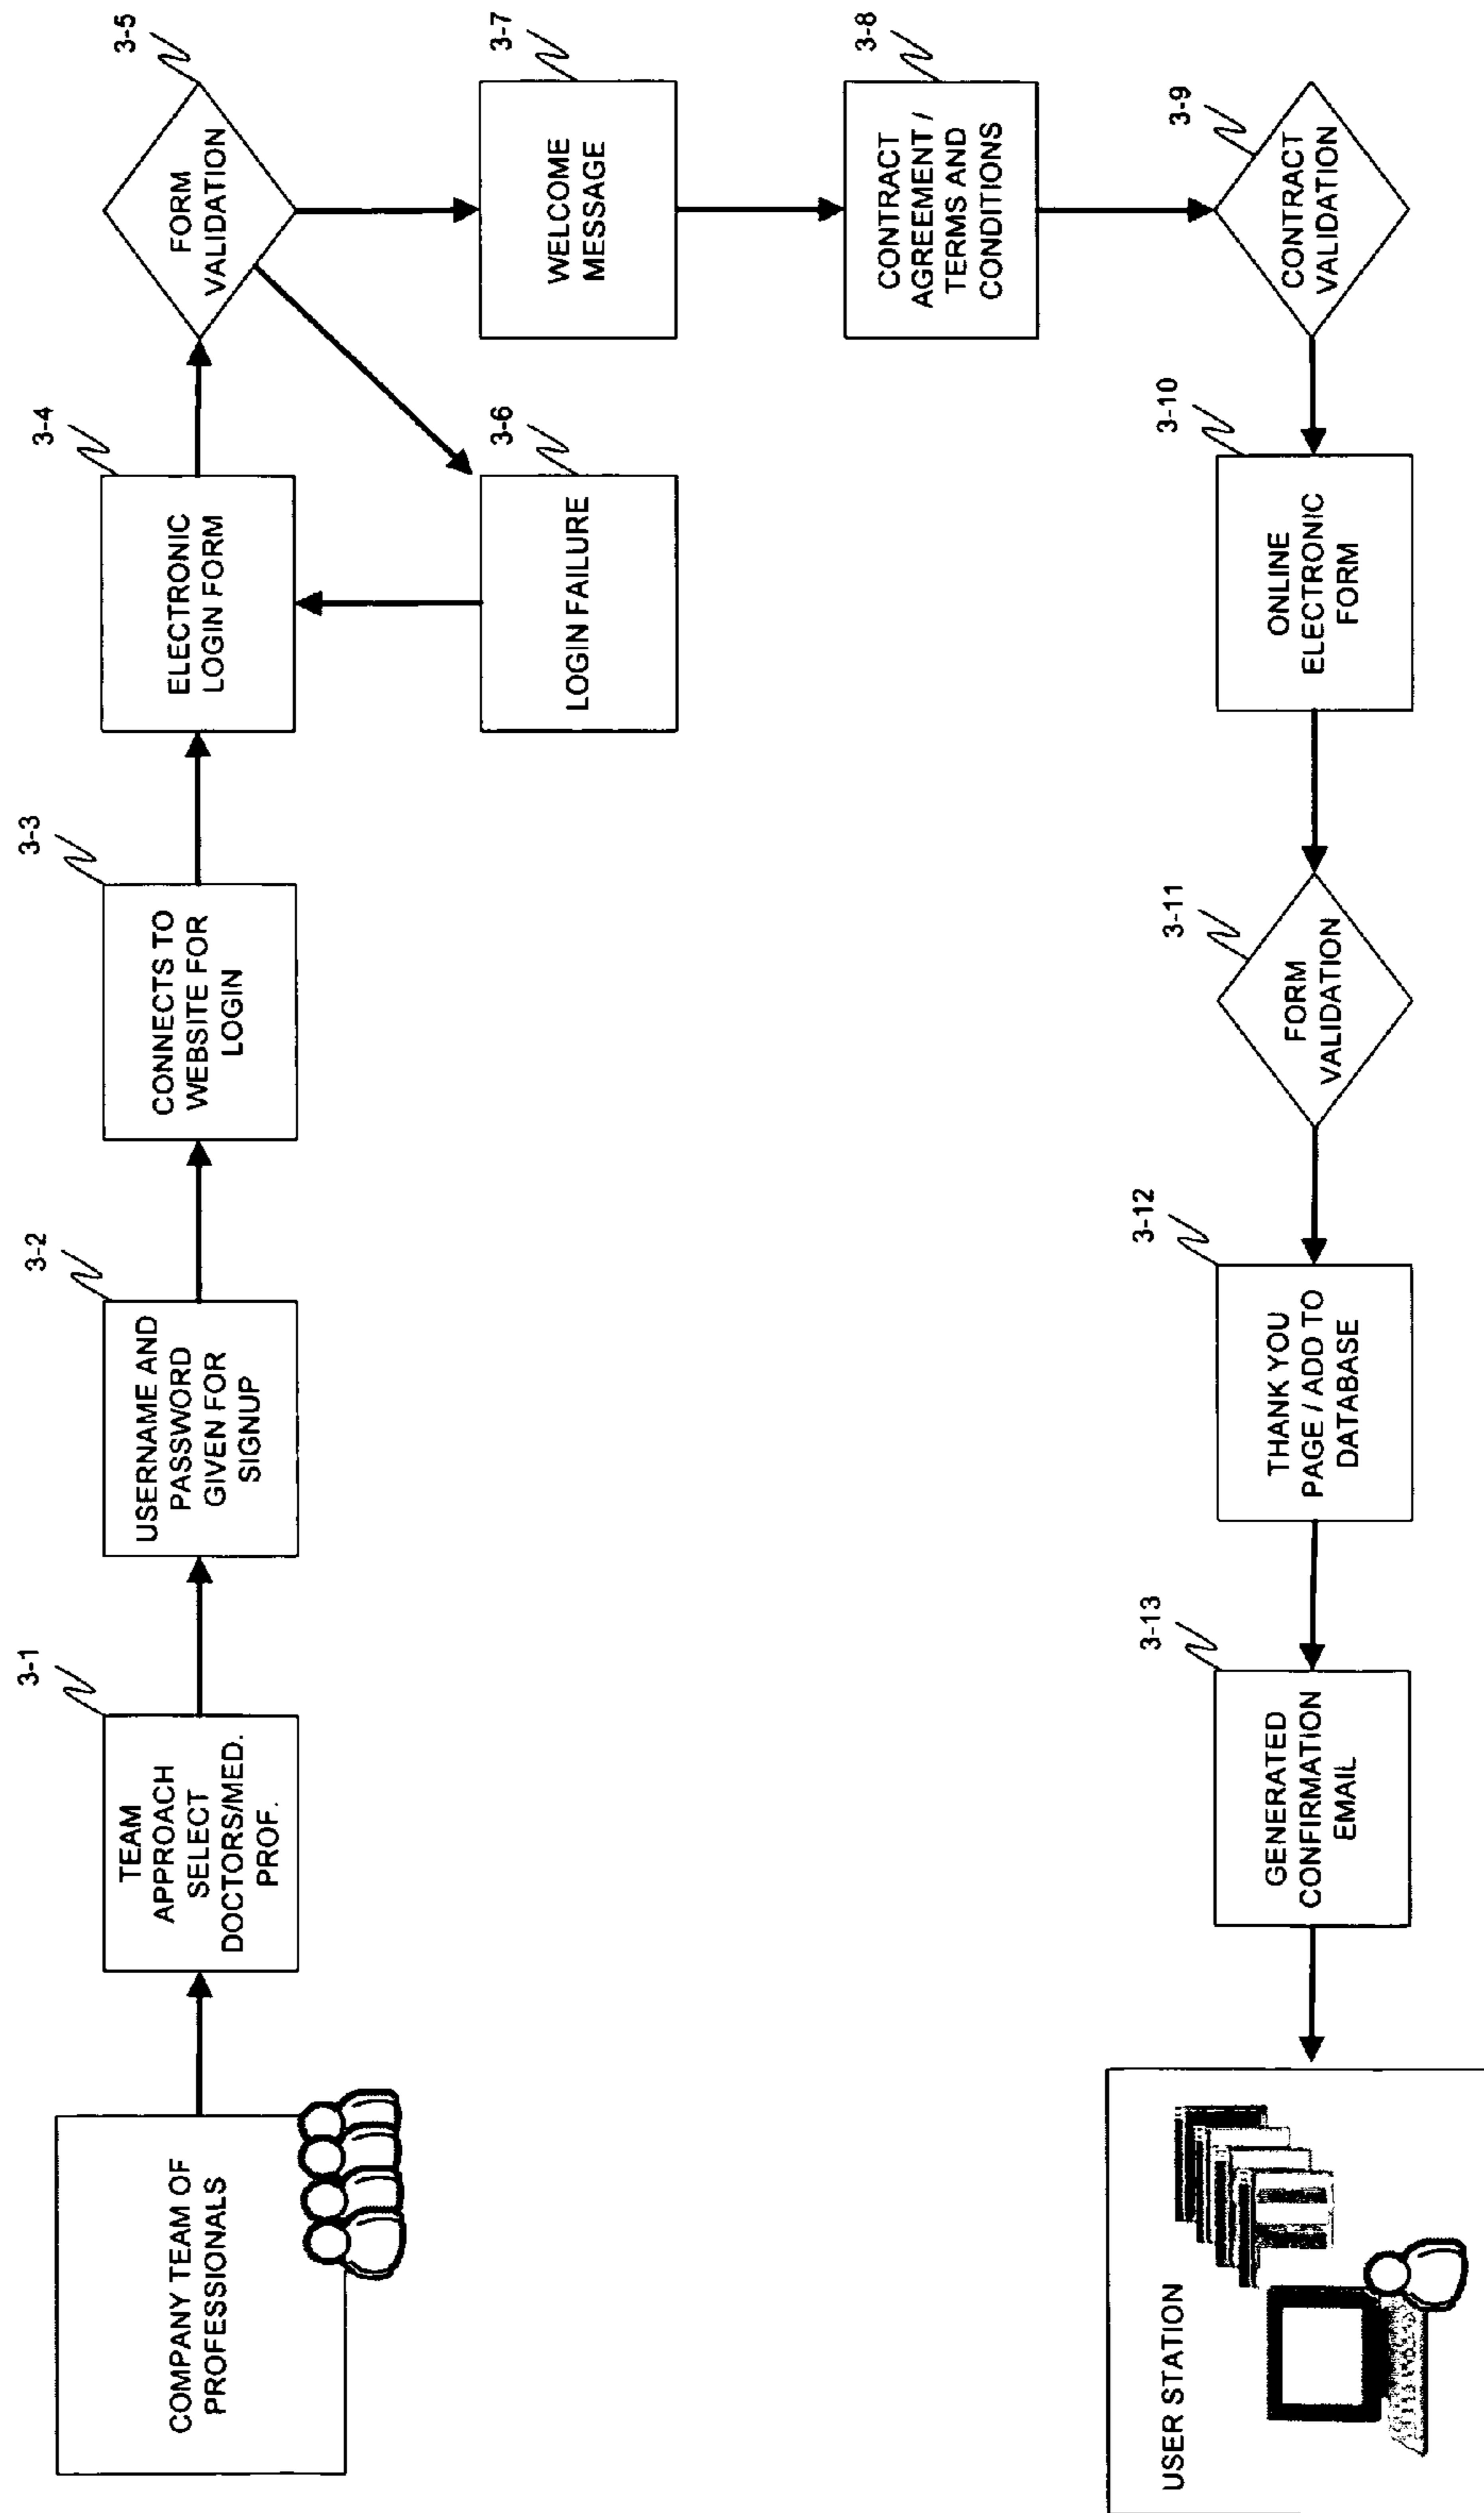 COMPANY TEAM OF
PROFESSIONALS
3-1
TEAM
APPROACH
SELECT
DOCTORS/MED.
PROF.
3-2
USERNAME AND
PASSWORD
GIVEN FOR
SIGNUP
3-3
CONNECTS TO
WEBSITE FOR
LOGIN
3-4
ELECTRONIC
LOGIN FORM
3-5
FORM
VALIDATION
3-6
LOGIN FAILURE
3-7
WELCOME
MESSAGE
3-8
CONTRACT
AGREEMENT /
TERMS AND
CONDITIONS
3-9
CONTRACT
VALIDATION
3-10
ONLINE
ELECTRONIC
FORM
3-11
FORM
VALIDATION
3-12
THANK YOU
PAGE / ADD TO
DATABASE
3-13
GENERATED
CONFIRMATION
EMAIL
USER STATION